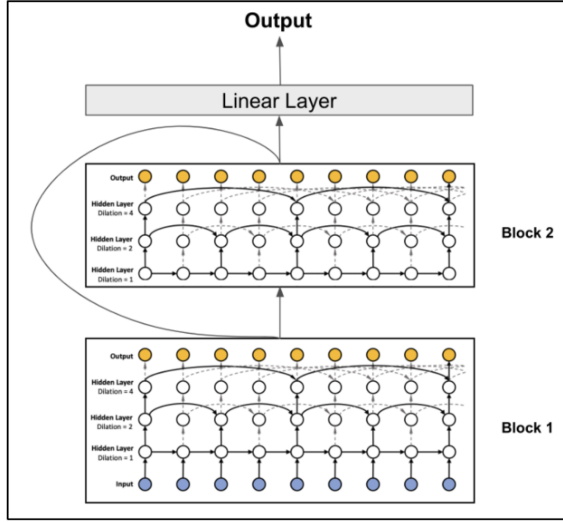 Output
Linear Layer
Output
Hidden Layer
Dilation = 4
Hidden Layer
Dilation = 2
Hidden Layer
Dilation = 1
Block 2
Output
Hidden Layer
Dilation = 4
Hidden Layer
Dilation = 2
Hidden Layer
Dilation = 1
Block 1
Input